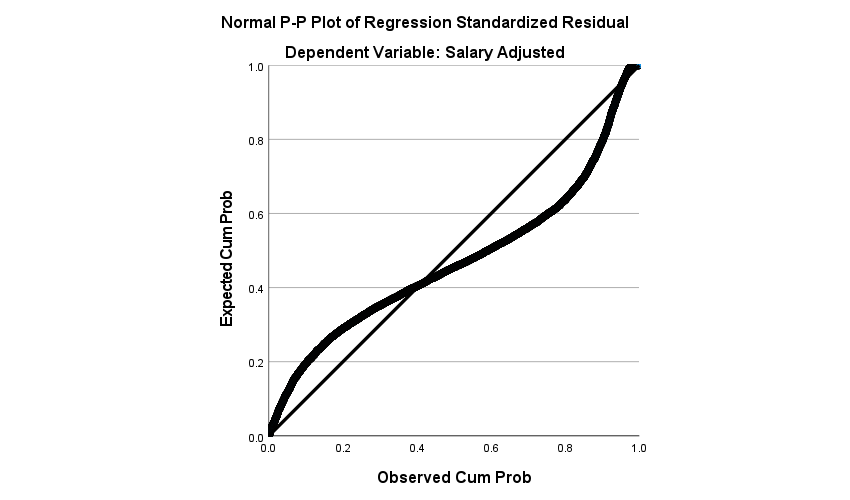 Normal P-P Plot of Regression Standardized Residual
Dependent Variable: Salary Adjusted
Expected Cum Prob
1.0
0.8
0.6
0.4
0.2
0.0
0.0 0.2 0.4 0.6 0.8 1.0
Observed Cum Prob